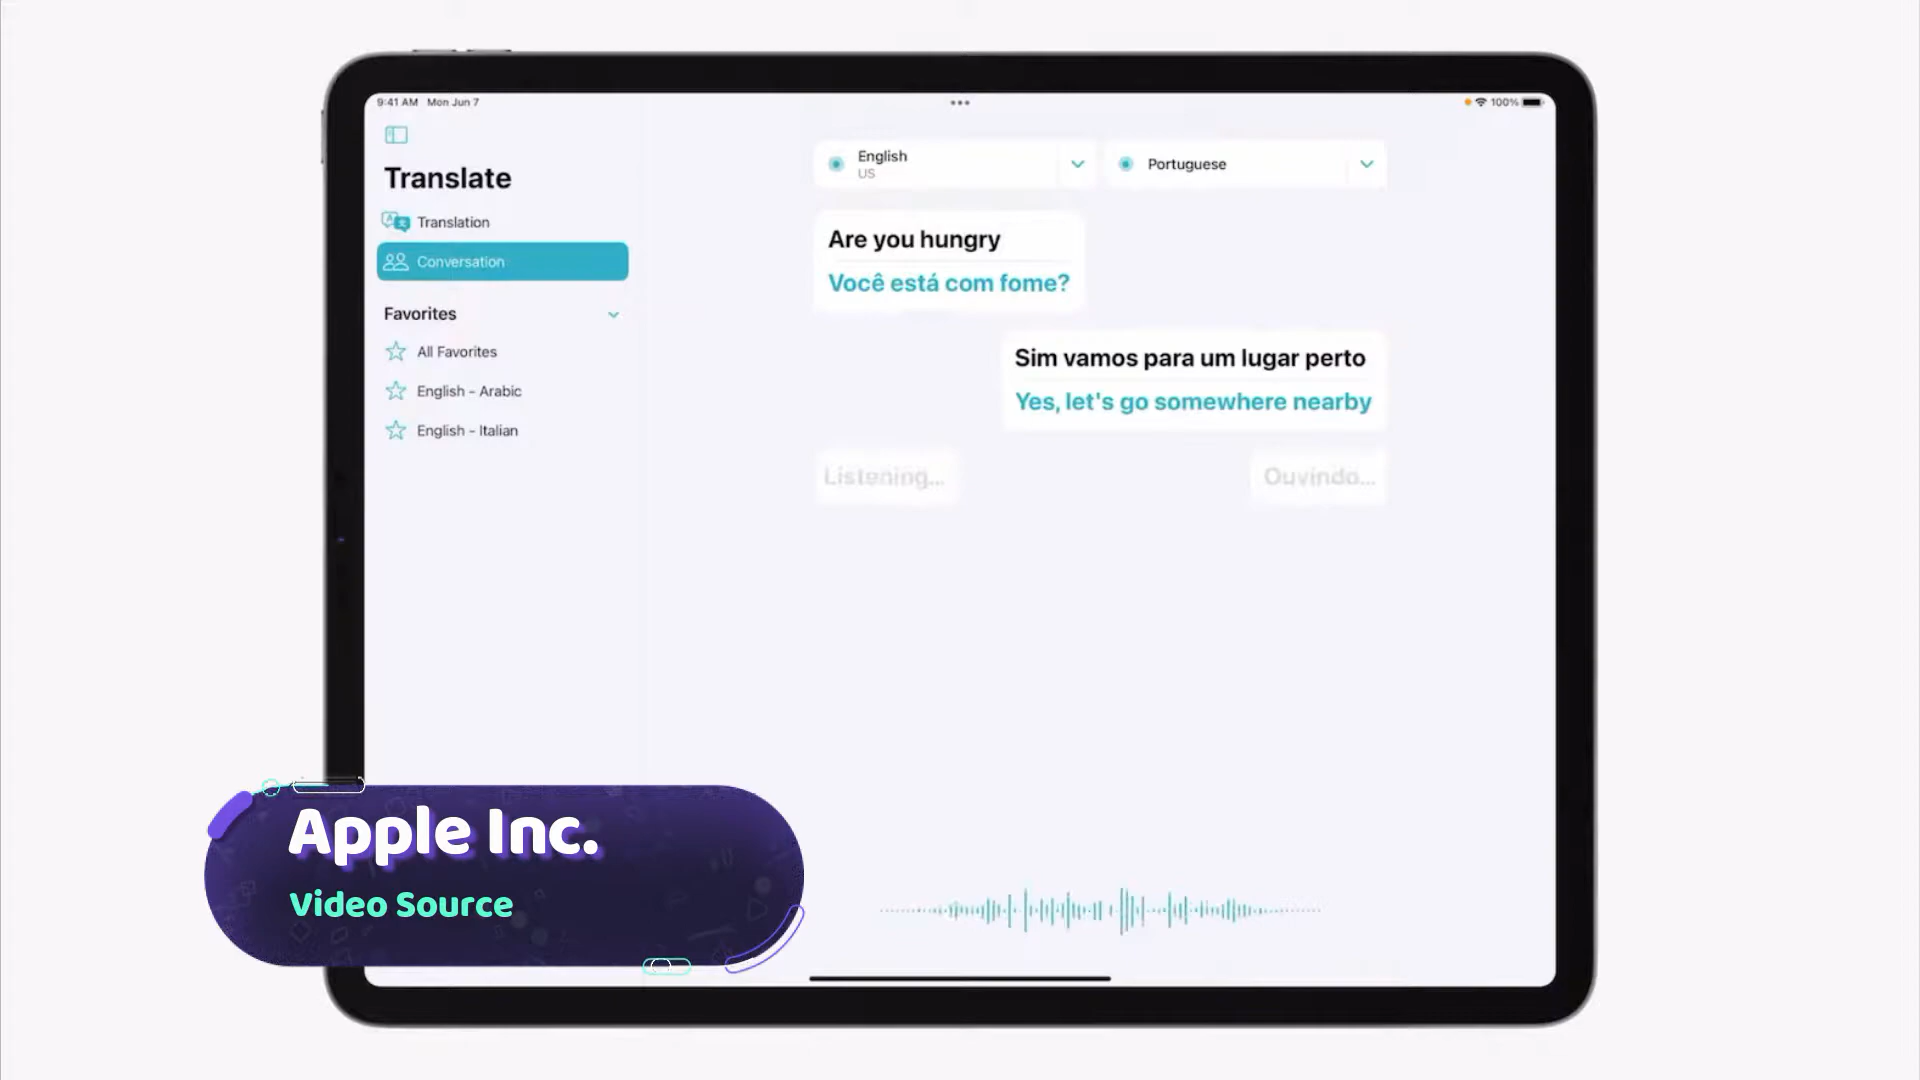 9:41 AM Mon Jun 7
100%
Translate
Translation
Conversation
Favorites
All Favorites
English - Arabic
English - Italian
English
US
Portuguese
Are you hungry
Você está com fome?
Sim vamos para um lugar perto
Yes, let's go somewhere nearby
Listening...
Ouvindo...
Apple Inc.
Video Source